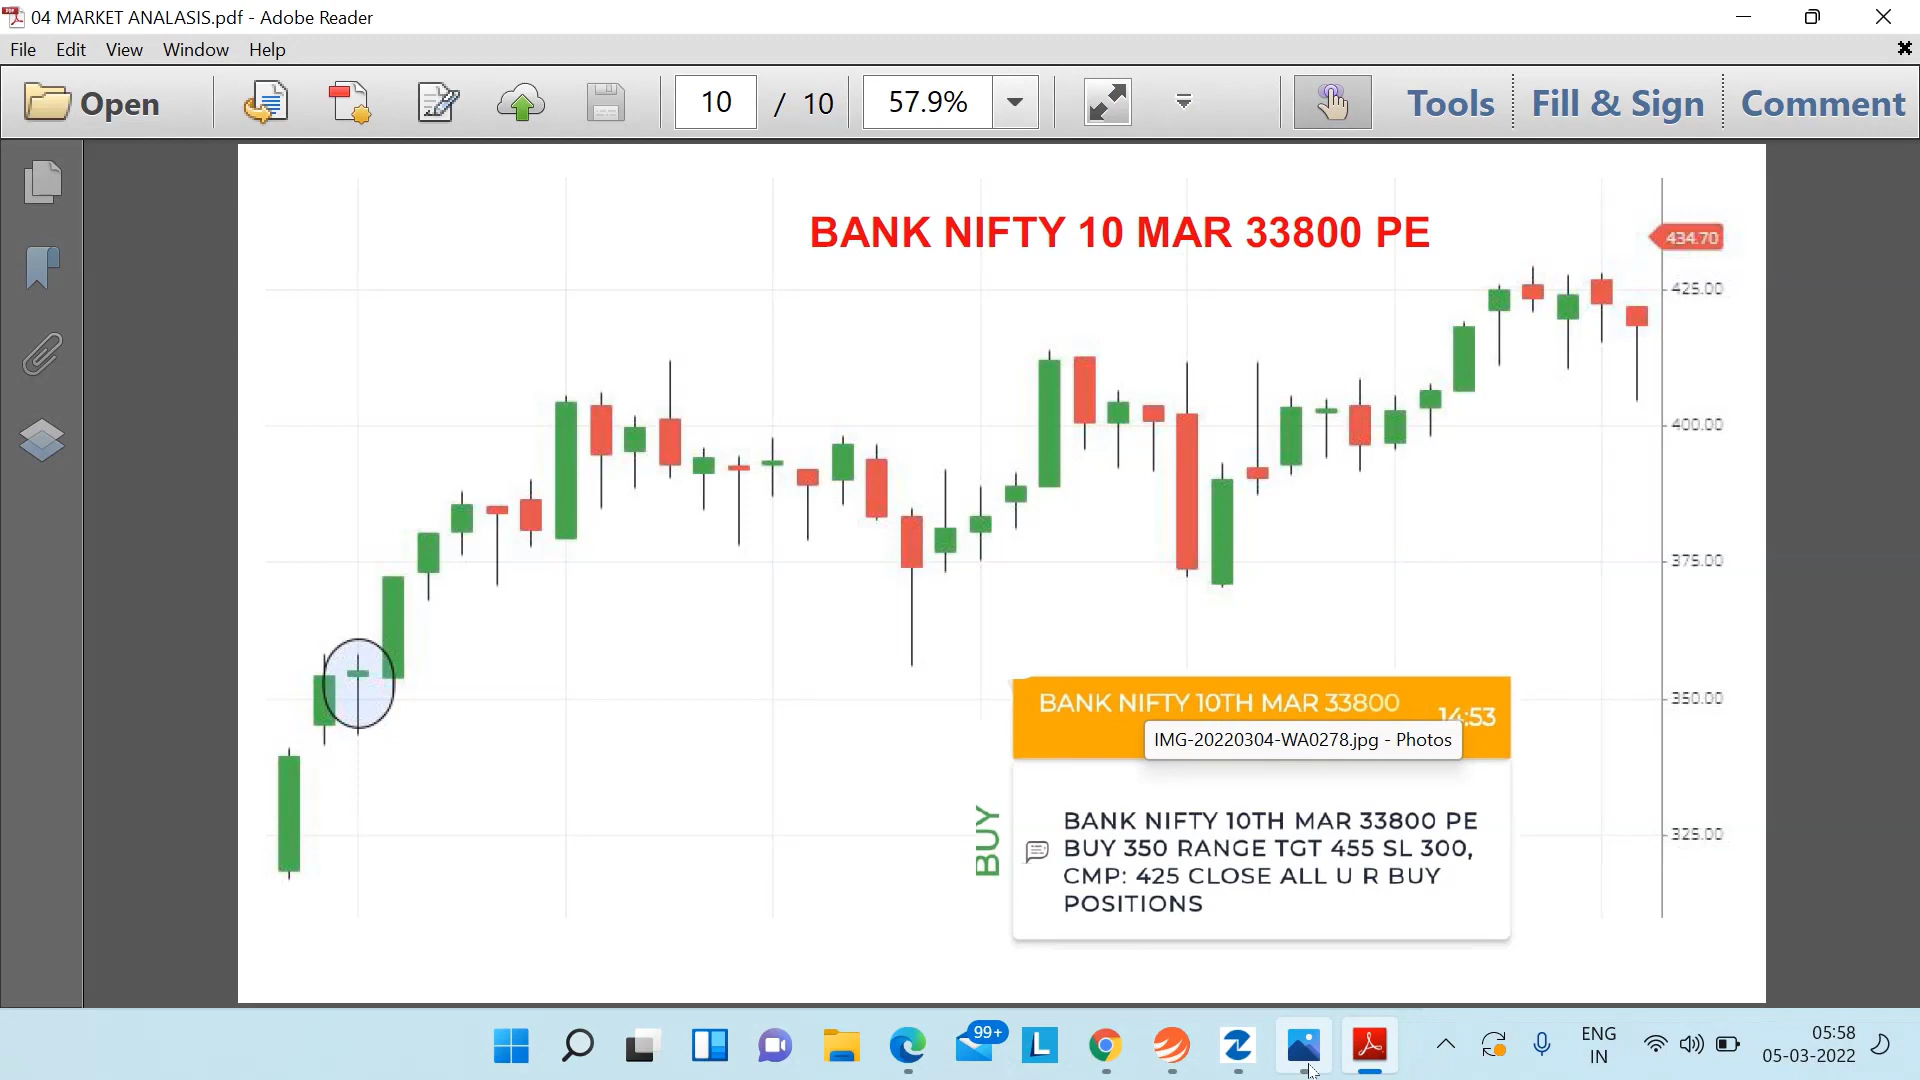 04 MARKET ANALASIS.pdf - Adobe Reader
File Edit View Window Help
Open 10 / 10 57.9% Tools Fill & Sign Comment
BANK NIFTY 10 MAR 33800 PE
434.70
425.00
400.00
375.00
350.00
325.00
BANK NIFTY 10TH MAR 33800
14:53
IMG-20220304-WA0278.jpg - Photos
BUY
BANK NIFTY 10TH MAR 33800 PE
BUY 350 RANGE TGT 455 SL 300,
CMP: 425 CLOSE ALL U R BUY
POSITIONS
99+
L
ENG
IN
05:58
05-03-2022